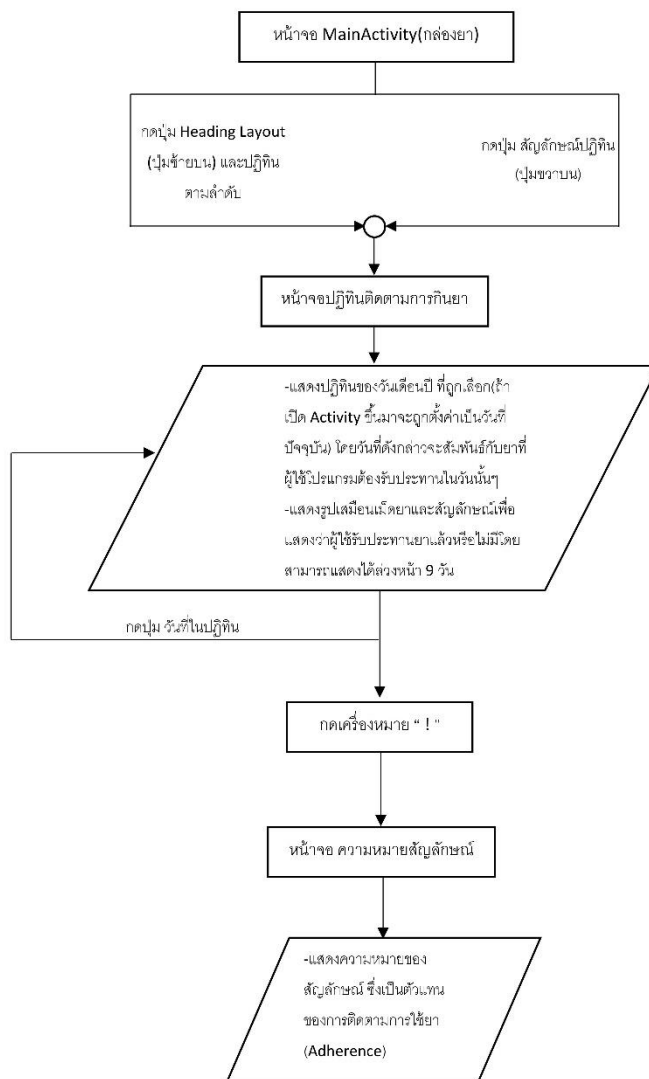 หน้าจอ MainActivity(กล่องยา)
กดปุ่ม Heading Layout
(ปุ่มซ้ายบน) และปฏิทิน
ตามลำดับ
กดปุ่ม สัญลักษณ์ปฏิทิน
(ปุ่มขวาบน)
หน้าจอปฏิทินติดตามการกินยา
-แสดงปฏิทินของวันเดือนปี ที่ถูกเลือก(ถ้า
เปิด Activity ขึ้นมาจะถูกตั้งค่าเป็นวันที่
ปัจจุบัน) โดยวันที่ดังกล่าวจะสัมพันธ์กับยาที่
ผู้ใช้โปรแกรมต้องรับประทานในวันนั้นๆ
-แสดงรูปเสมือนเม็ดยาและสัญลักษณ์เพื่อ
แสดงว่าผู้ใช้รับประทานยาแล้วหรือไม่มีโดย
สามารถแสดงได้ล่วงหน้า 9 วัน
กดปุ่ม วันที่ในปฏิทิน
กดเครื่องหมาย " ! "
หน้าจอ ความหมายสัญลักษณ์
-แสดงความหมายของ
สัญลักษณ์ ซึ่งเป็นตัวแทน
ของการติดตามการใช้ยา
(Adherence)